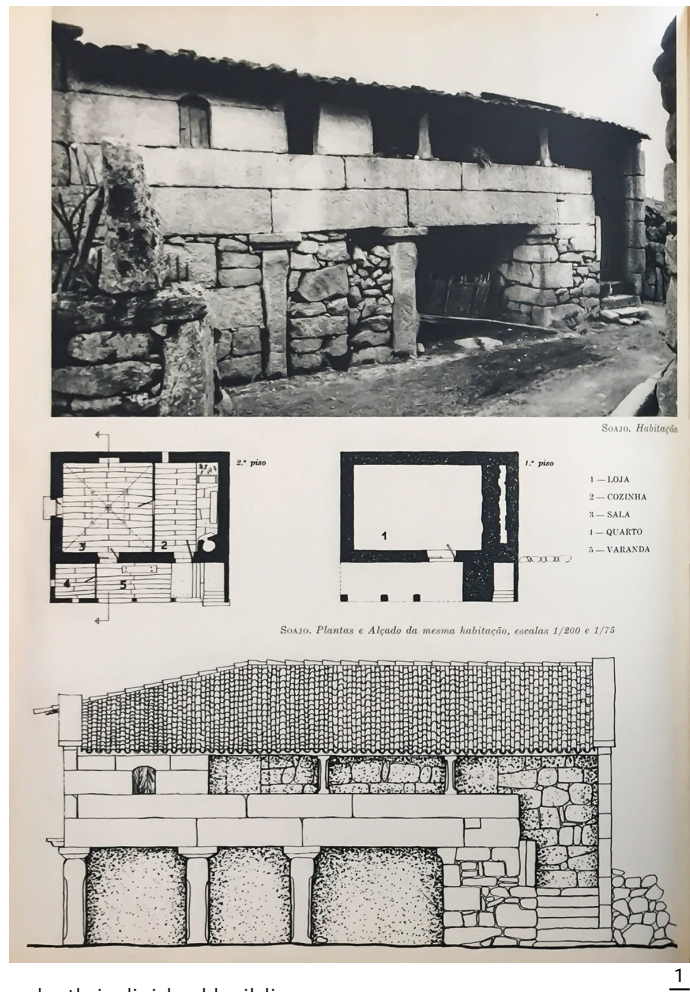 SOAJO. Habitação
2.º piso
1.º piso
1 — LOJA
2 — COZINHA
3 — SALA
4 — QUARTO
5 — VARANDA
3
2
4
5
1
SOAJO. Plantas e Alçado da mesma habitação, escalas 1/200 e 1/75
1